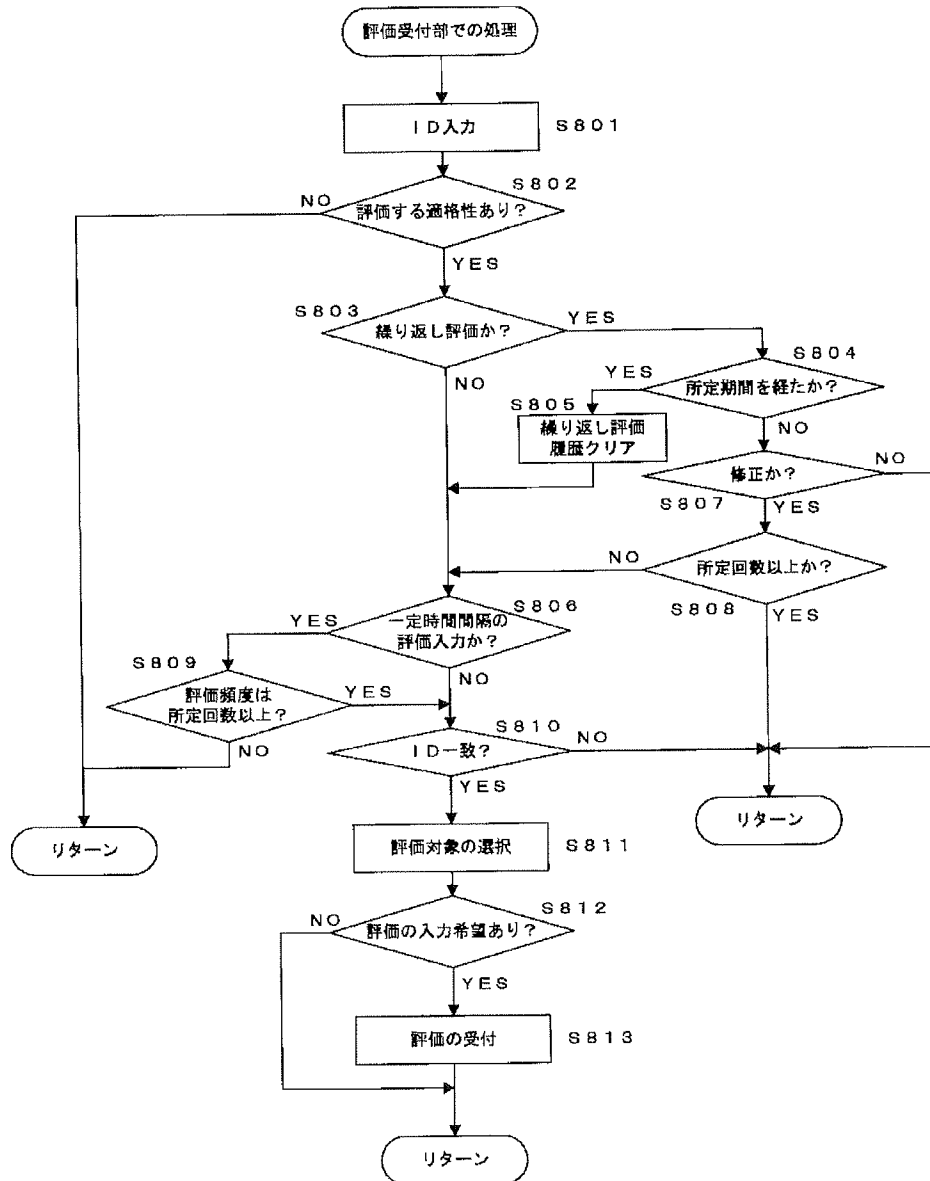 評価受付部での処理
ID入力
S801
S802
NO
評価する適格性あり?
YES
S803
繰り返し評価か?
YES
NO
S804
YES
所定期間を経たか?
S805
繰り返し評価
履歴クリア
NO
修正か?
NO
S807
YES
NO
所定回数以上か?
S808
YES
S806
YES
一定時間間隔の
評価入力か?
NO
S809
評価頻度は
所定回数以上?
YES
NO
S810
ID一致?
NO
YES
リターン
リターン
評価対象の選択
S811
S812
NO
評価の入力希望あり?
YES
評価の受付
S813
リターン